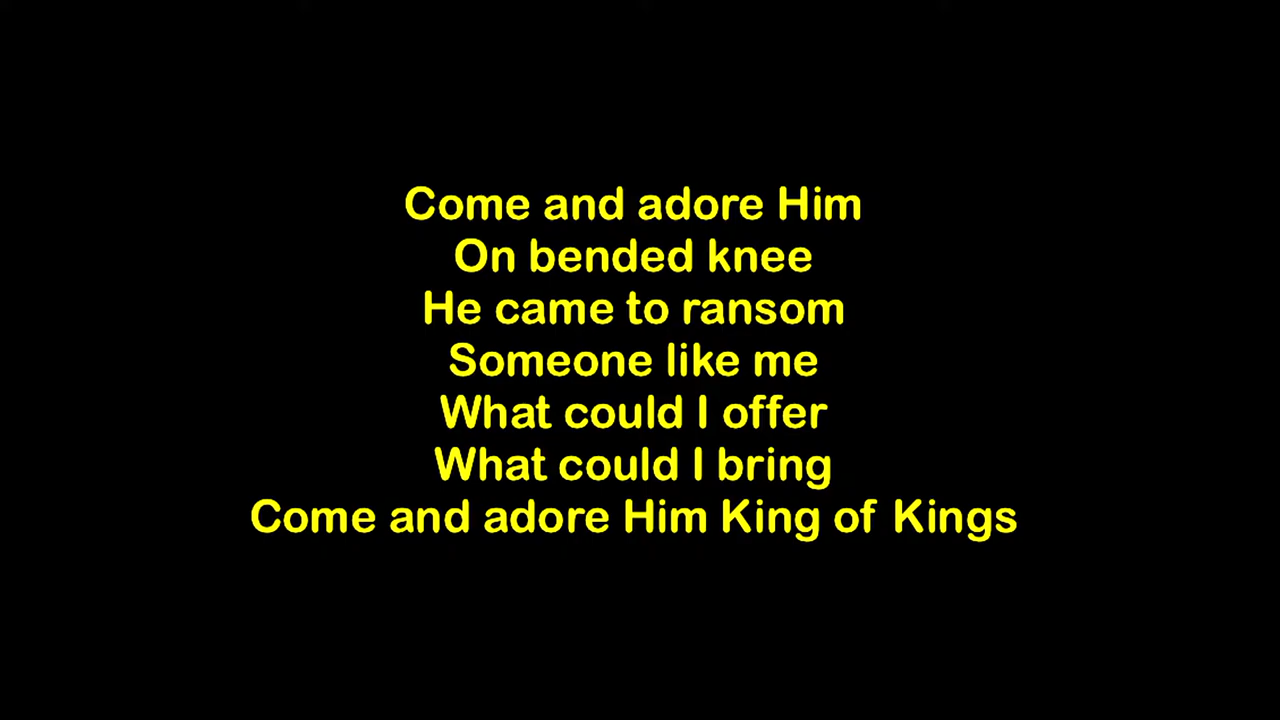 Come and adore Him
On bended knee
He came to ransom
Someone like me
What could I offer
What could I bring
Come and adore Him King of Kings